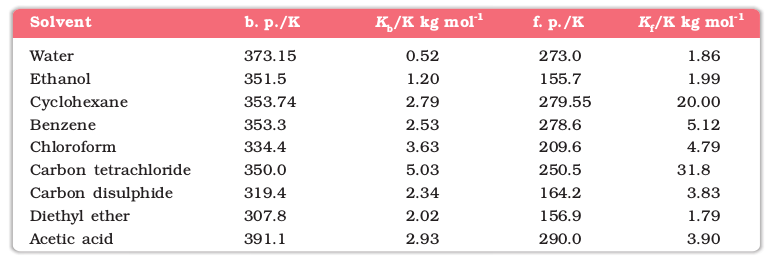 Solvent b. p./K Kb/K kg mol-1 f. p./K Kf/K kg mol-1
Water 373.15 0.52 273.0 1.86
Ethanol 351.5 1.20 155.7 1.99
Cyclohexane 353.74 2.79 279.55 20.00
Benzene 353.3 2.53 278.6 5.12
Chloroform 334.4 3.63 209.6 4.79
Carbon tetrachloride 350.0 5.03 250.5 31.8
Carbon disulphide 319.4 2.34 164.2 3.83
Diethyl ether 307.8 2.02 156.9 1.79
Acetic acid 391.1 2.93 290.0 3.90